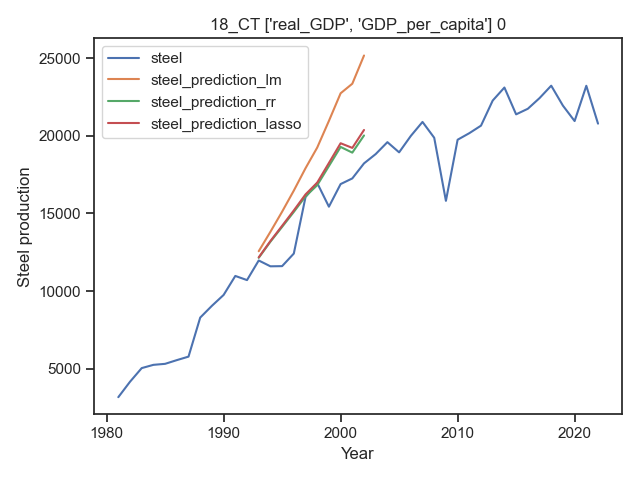 18_CT ['real_GDP', 'GDP_per_capita'] 0
steel
steel_prediction_lm
steel_prediction_rr
steel_prediction_lasso
Steel production
25000
20000
15000
10000
5000
1980
1990
2000
2010
2020
Year